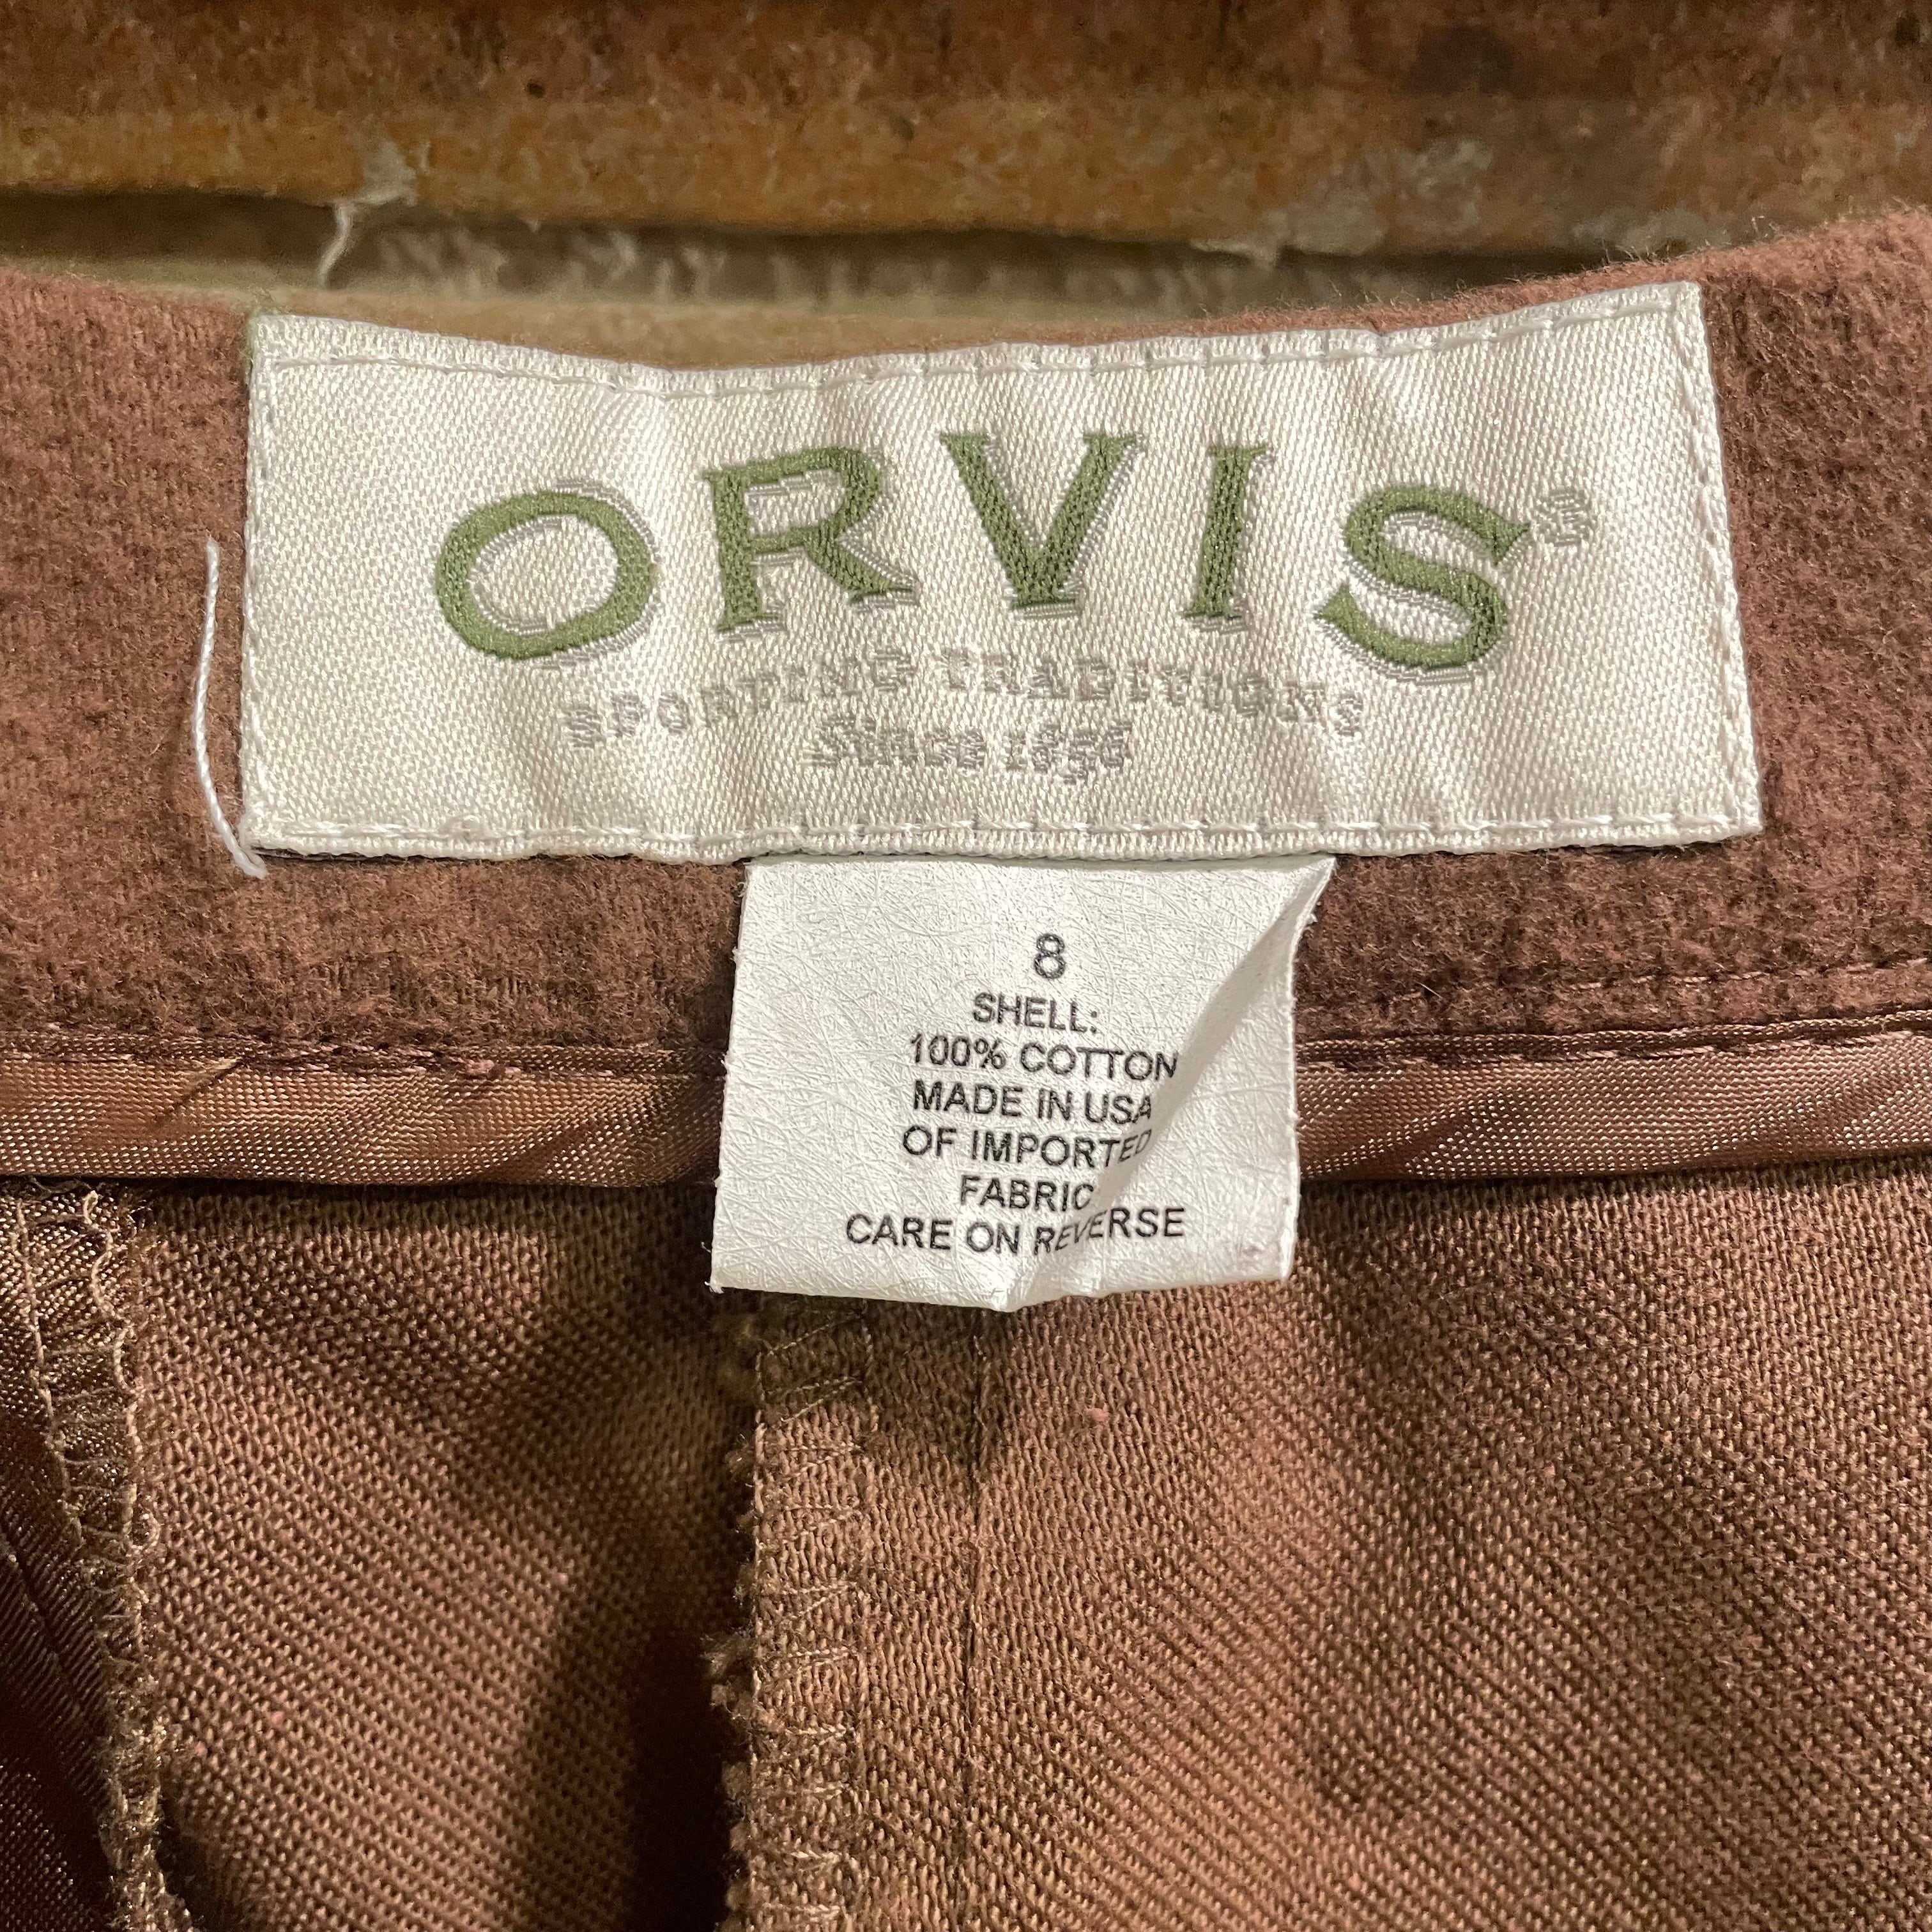 ORVIS®
SPORTING TRADITIONS
Since 1856
8
SHELL:
100% COTTON
MADE IN USA
OF IMPORTED
FABRIC
CARE ON REVERSE